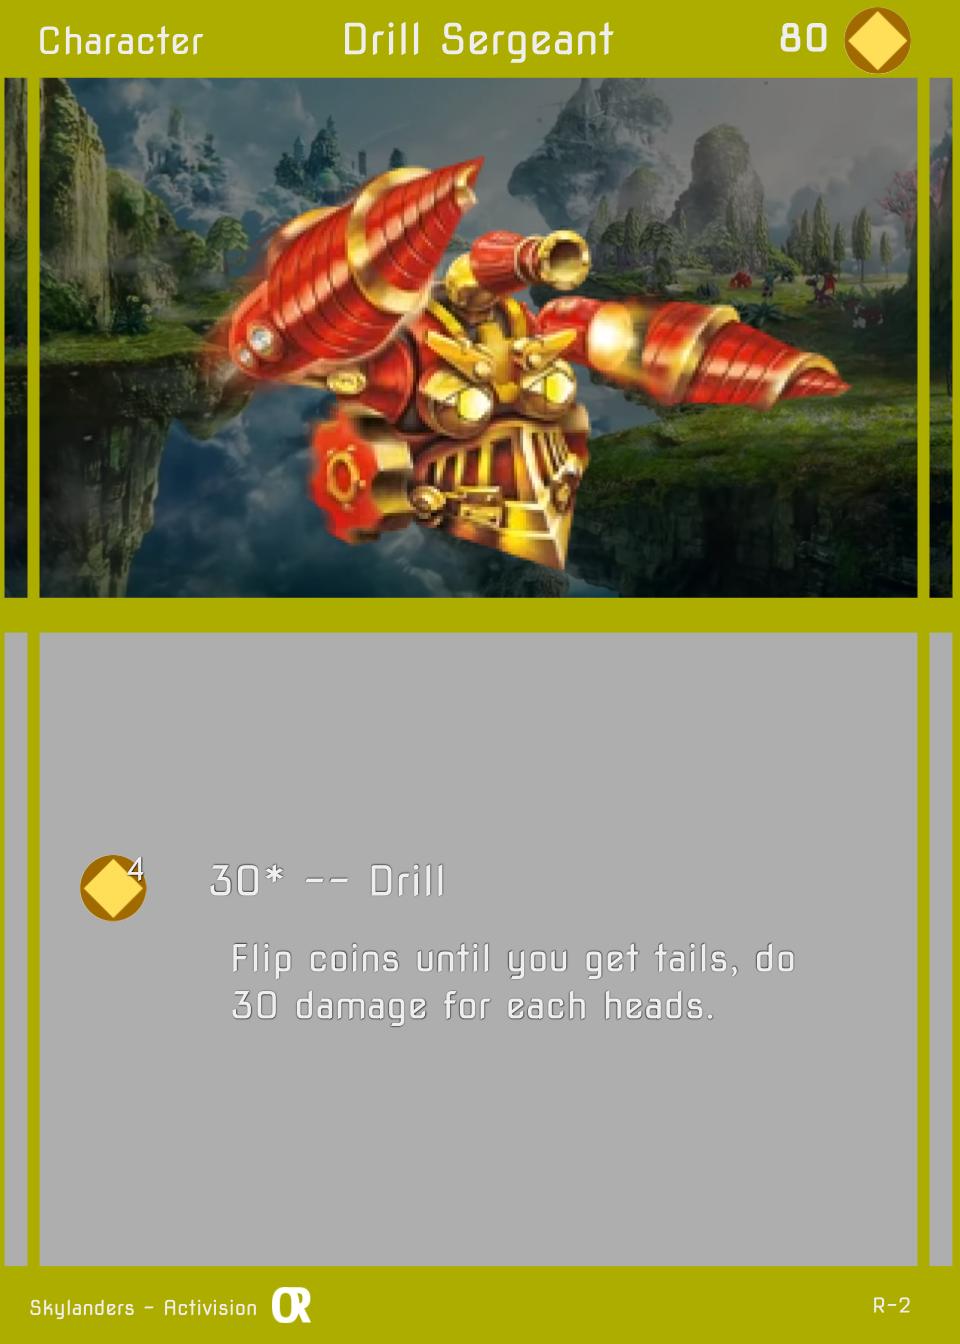 Character Drill Sergeant 80
4 30* -- Drill
Flip coins until you get tails, do
30 damage for each heads.
Skylanders - Activision OR R-2